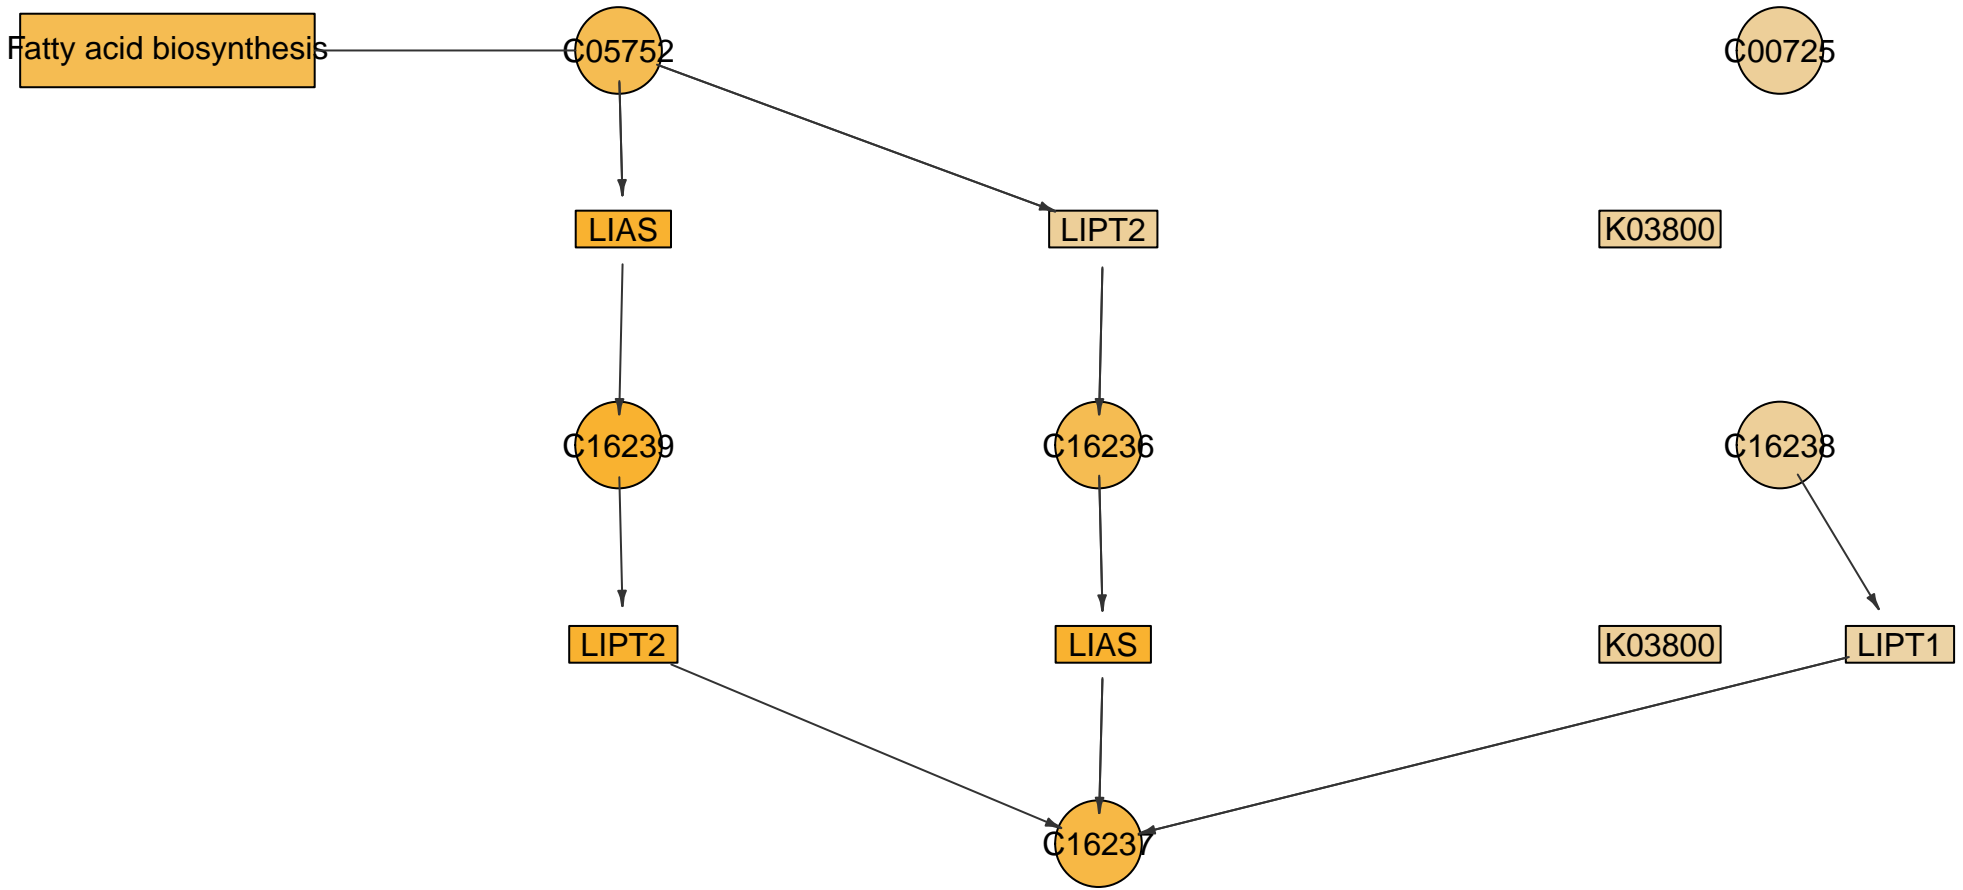 Fatty acid biosynthesis
C05752
C00725
LIAS
LIPT2
K03800
C16239
C16236
C16238
LIPT2
LIAS
K03800
LIPT1
C16237